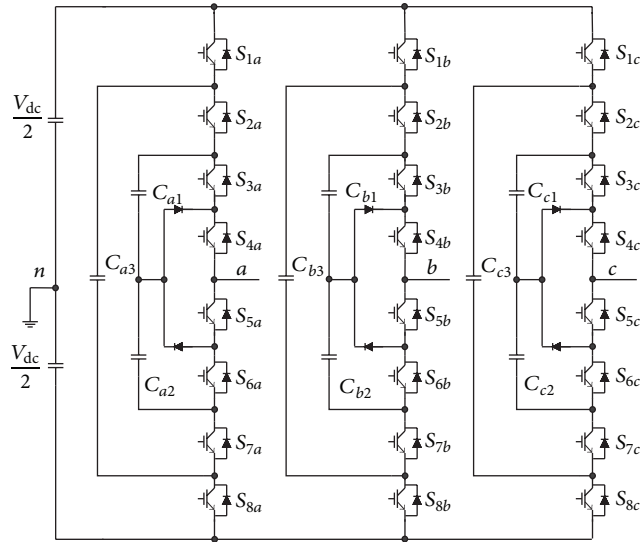 S1a
S1b
S1c
Vdc
2
S2a
S2b
S2c
S3a
S3b
S3c
Ca1
Cb1
Cc1
S4a
S4b
S4c
n
Ca3
a
Cb3
b
Cc3
c
S5a
S5b
S5c
Vdc
2
Ca2
S6a
Cb2
S6b
Cc2
S6c
S7a
S7b
S7c
S8a
S8b
S8c